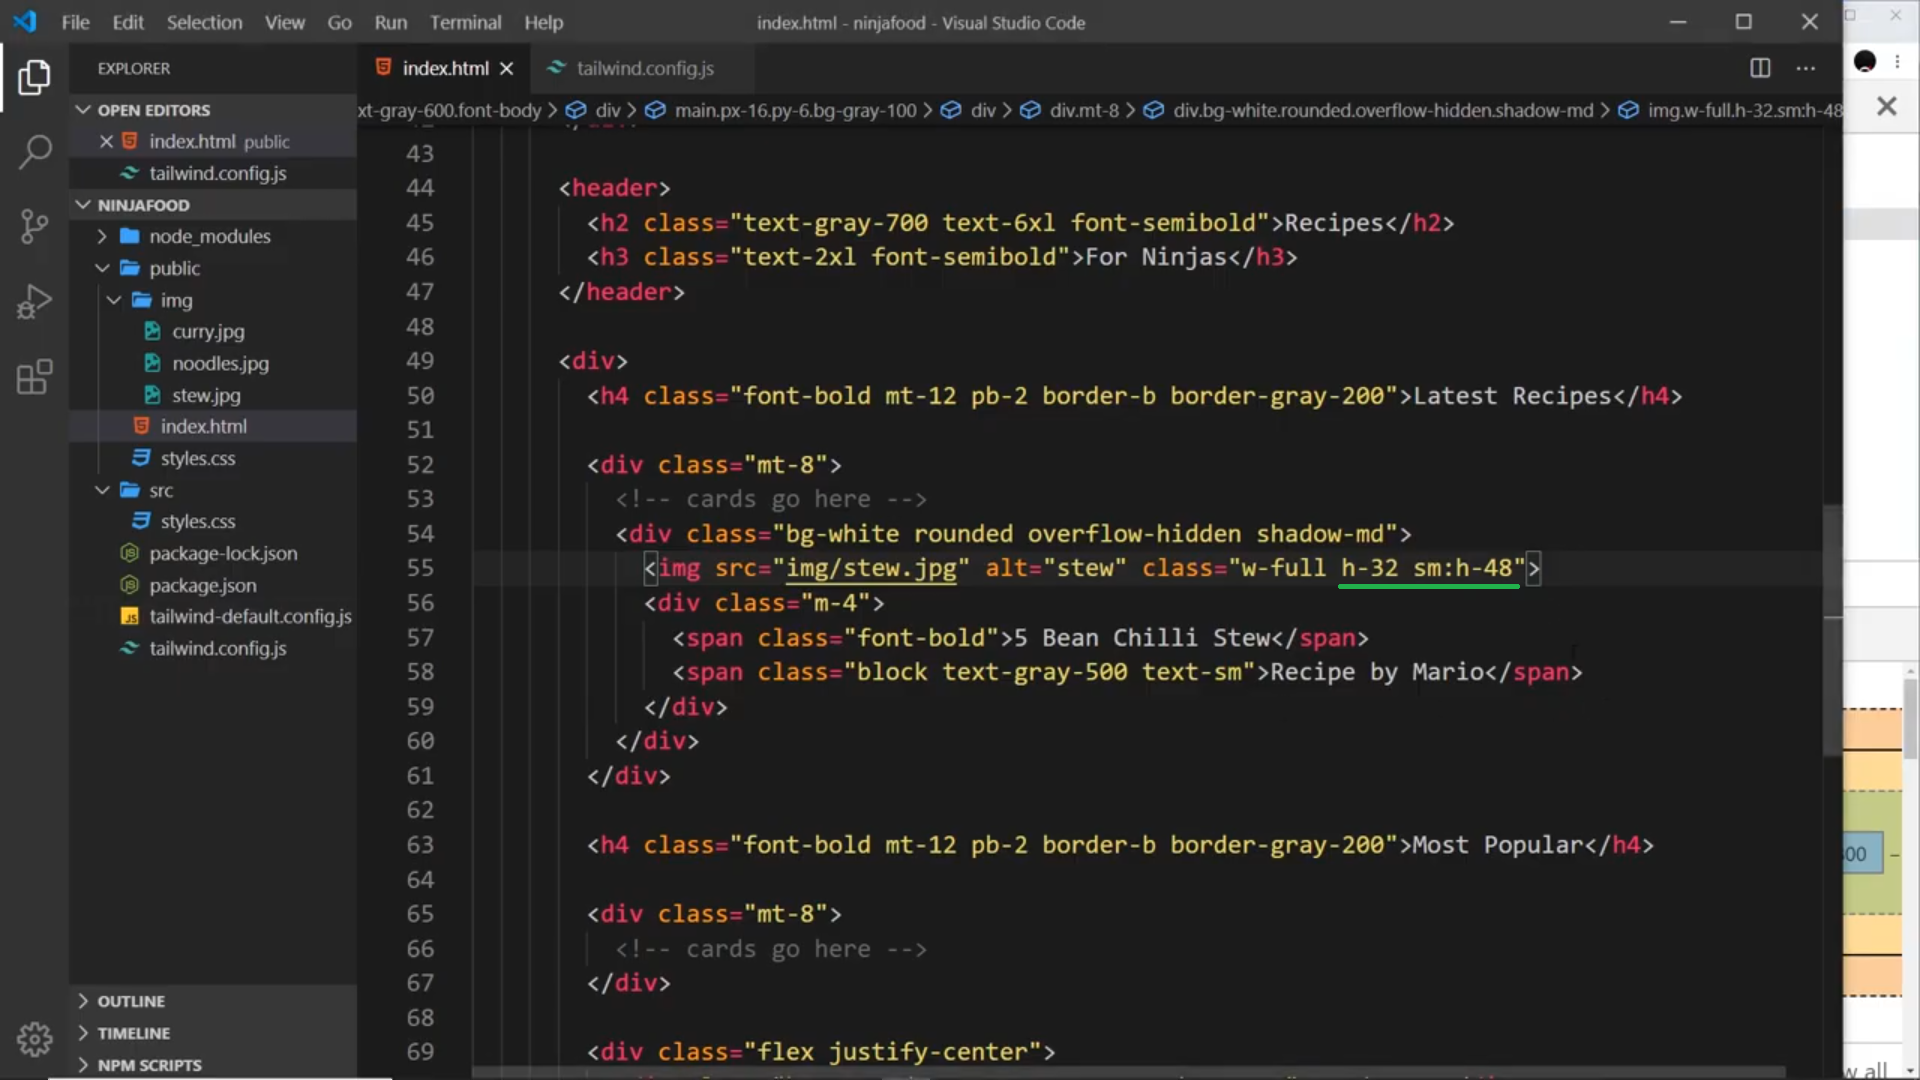 File Edit Selection View Go Run Terminal Help
index.html - ninjafood - Visual Studio Code
EXPLORER
OPEN EDITORS
index.html public
tailwind.config.js
NINJAFOOD
node_modules
public
img
curry.jpg
noodles.jpg
stew.jpg
index.html
styles.css
src
styles.css
package-lock.json
package.json
tailwind-default.config.js
tailwind.config.js
OUTLINE
TIMELINE
NPM SCRIPTS
index.html tailwind.config.js
xt-gray-600.font-body > div > main.px-16.py-6.bg-gray-100 > div > div.mt-8 > div.bg-white.rounded.overflow-hidden.shadow-md > img.w-full.h-32.sm:h-48
43
44 <header>
45 <h2 class="text-gray-700 text-6xl font-semibold">Recipes</h2>
46 <h3 class="text-2xl font-semibold">For Ninjas</h3>
47 </header>
48
49 <div>
50 <h4 class="font-bold mt-12 pb-2 border-b border-gray-200">Latest Recipes</h4>
51
52 <div class="mt-8">
53 <!-- cards go here -->
54 <div class="bg-white rounded overflow-hidden shadow-md">
55 <img src="img/stew.jpg" alt="stew" class="w-full h-32 sm:h-48">
56 <div class="m-4">
57 <span class="font-bold">5 Bean Chilli Stew</span>
58 <span class="block text-gray-500 text-sm">Recipe by Mario</span>
59 </div>
60 </div>
61 </div>
62
63 <h4 class="font-bold mt-12 pb-2 border-b border-gray-200">Most Popular</h4>
64
65 <div class="mt-8">
66 <!-- cards go here -->
67 </div>
68
69 <div class="flex justify-center">